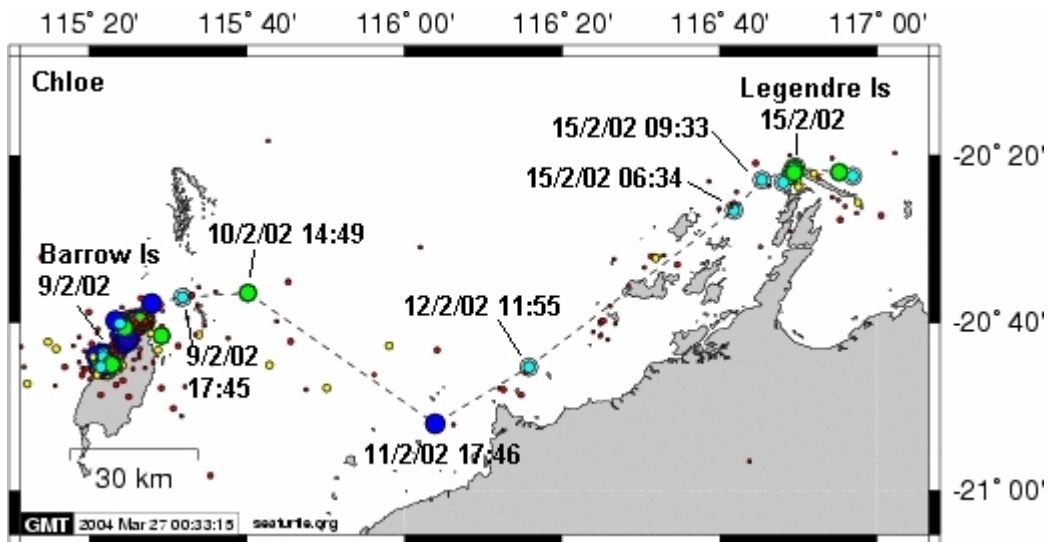 115° 20' 116° 00' 116° 20' 116° 40' 117° 00'
Chloe
Legendre Is
15/2/02
15/2/02 09:33
-20° 20'
15/2/02 06:34
10/2/02 14:49
Barrow Is
9/2/02
12/2/02 11:55
-20° 40'
9/2/02
17:45
11/2/02 17:46
30 km
-21° 00'
GMT 2004 Mar 27 00:33:15 seaturtle.org